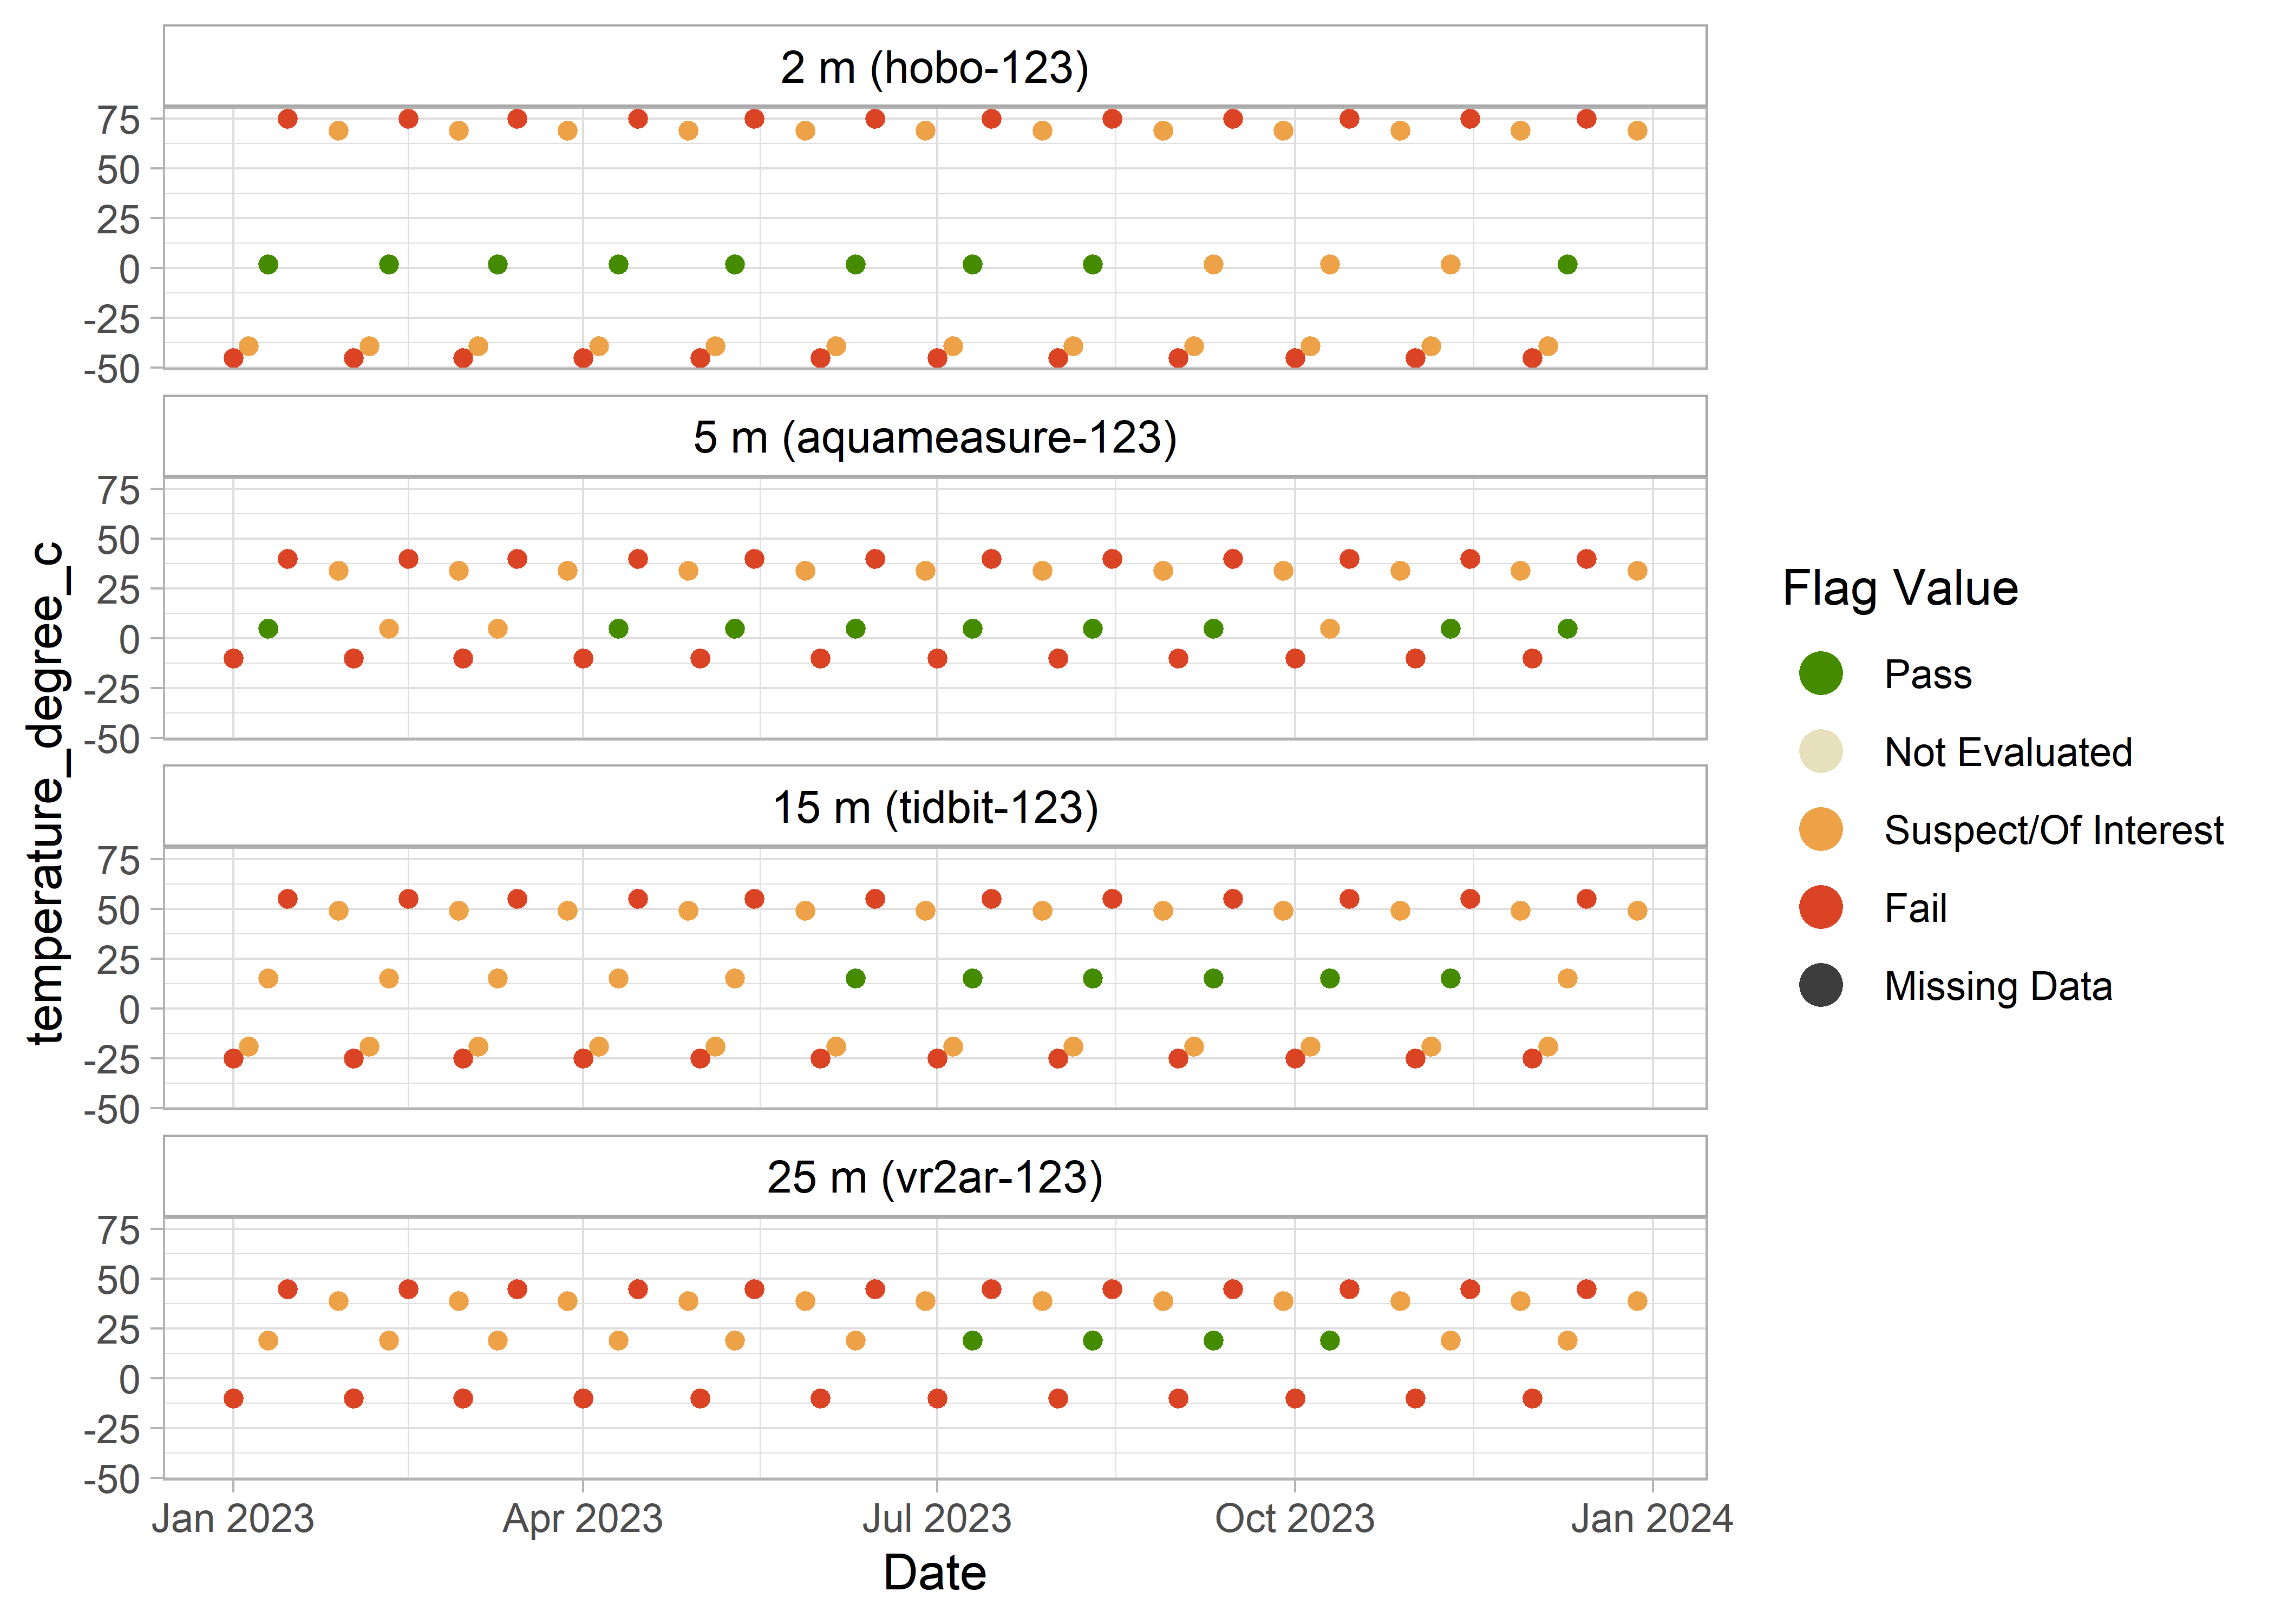 2 m (hobo-123)
75
50
25
0
-25
-50
5 m (aquameasure-123)
75
50
25
0
-25
-50
15 m (tidbit-123)
75
50
25
0
-25
-50
25 m (vr2ar-123)
75
50
25
0
-25
-50
Jan 2023 Apr 2023 Jul 2023 Oct 2023 Jan 2024
Date
temperature_degree_c
Flag Value
Pass
Not Evaluated
Suspect/Of Interest
Fail
Missing Data